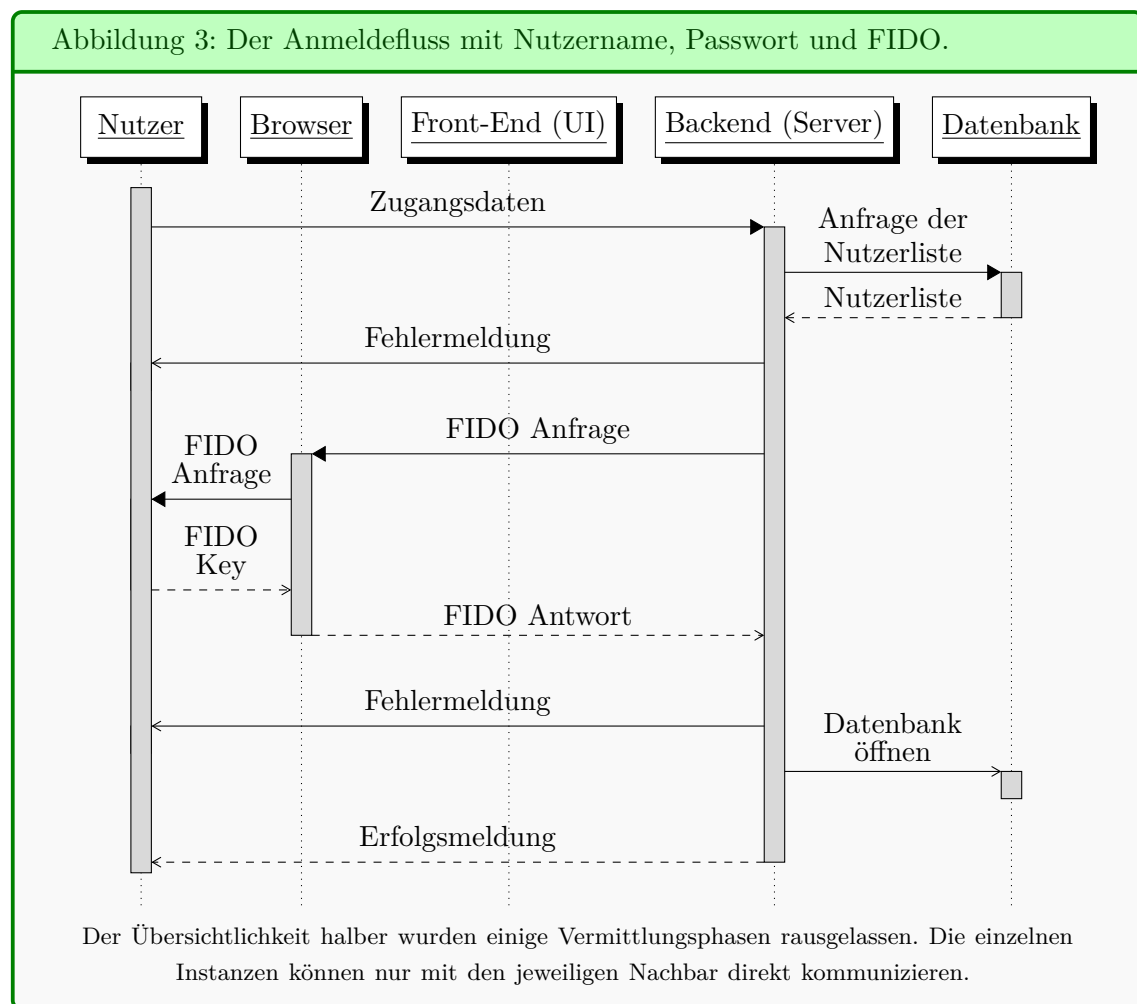 Abbildung 3: Der Anmeldefluss mit Nutzername, Passwort und FIDO.
Nutzer
Browser
Front-End (UI)
Backend (Server)
Datenbank
Zugangsdaten
Anfrage der
Nutzerliste
Nutzerliste
Fehlermeldung
FIDO Anfrage
FIDO
Anfrage
FIDO
Key
FIDO Antwort
Fehlermeldung
Datenbank
öffnen
Erfolgsmeldung
Der Übersichtlichkeit halber wurden einige Vermittlungsphasen rausgelassen. Die einzelnen
Instanzen können nur mit den jeweiligen Nachbar direkt kommunizieren.